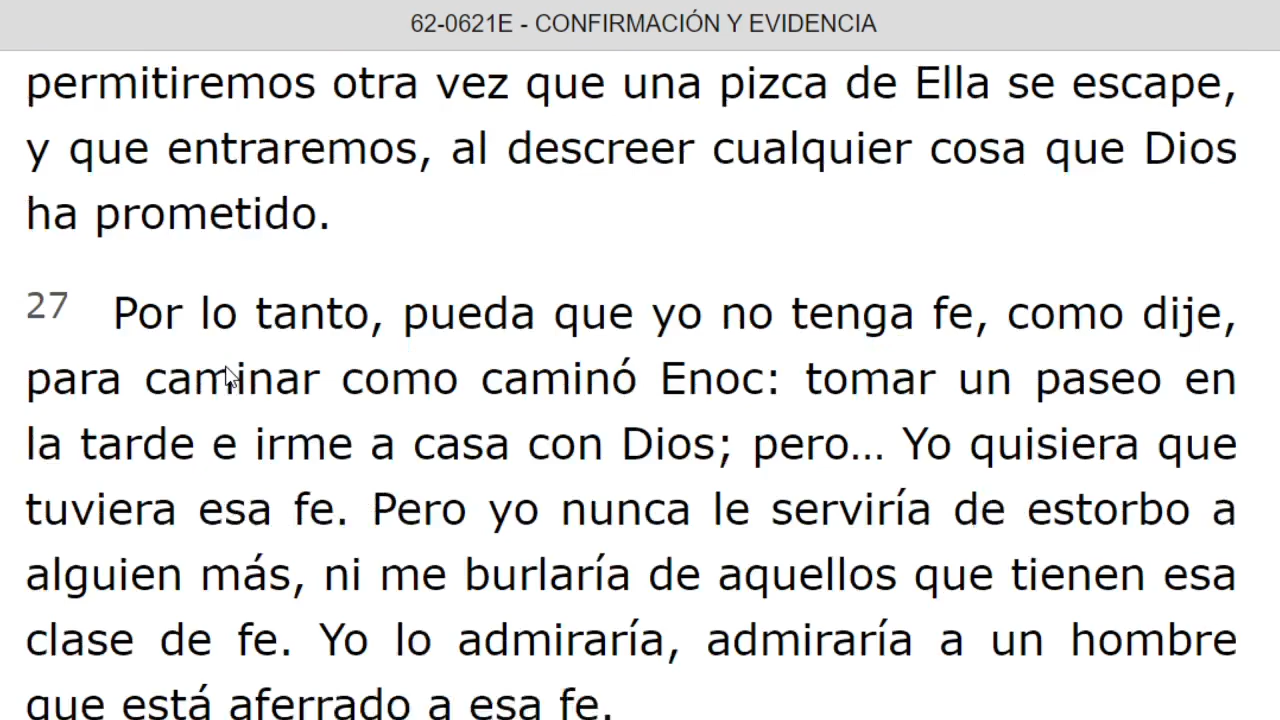 62-0621E - CONFIRMACIÓN Y EVIDENCIA
permitiremos otra vez que una pizca de Ella se escape,
y que entraremos, al descreer cualquier cosa que Dios
ha prometido.
27 Por lo tanto, pueda que yo no tenga fe, como dije,
para caminar como caminó Enoc: tomar un paseo en
la tarde e irme a casa con Dios; pero… Yo quisiera que
tuviera esa fe. Pero yo nunca le serviría de estorbo a
alguien más, ni me burlaría de aquellos que tienen esa
clase de fe. Yo lo admiraría, admiraría a un hombre
que está aferrado a esa fe.